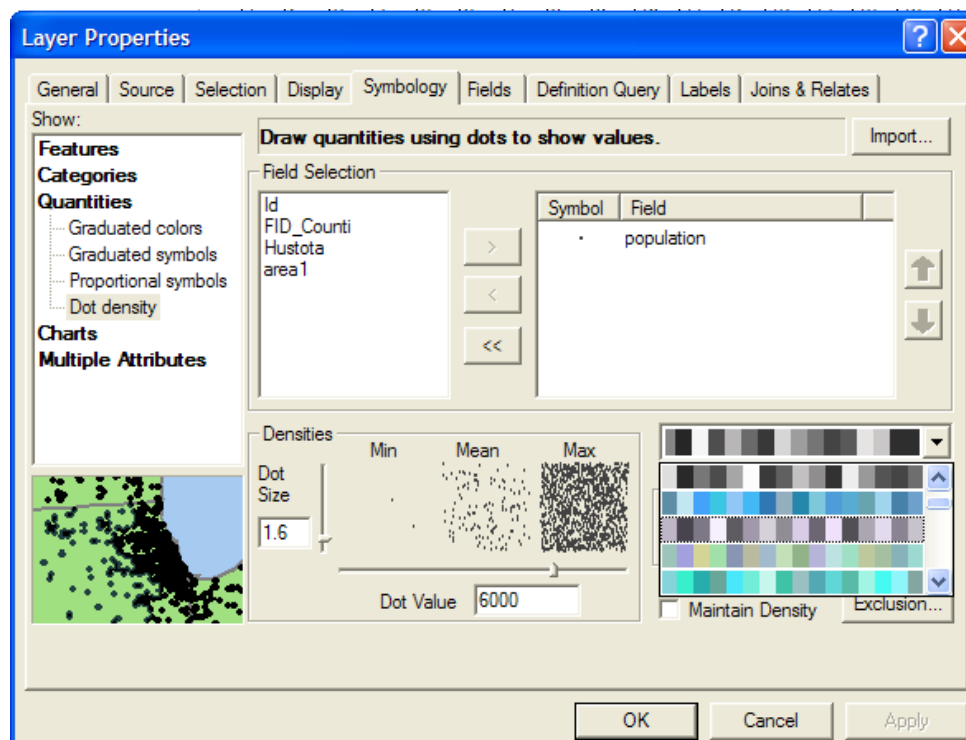 Layer Properties
General Source Selection Display Symbology Fields Definition Query Labels Joins & Relates
Show:
Features
Categories
Quantities
Graduated colors
Graduated symbols
Proportional symbols
Dot density
Charts
Multiple Attributes
Draw quantities using dots to show values.
Import...
Field Selection
Id
FID_Counti
Hustota
area1
>
<
<<
Symbol Field
population
Densities
Min Mean Max
Dot
Size
1.6
Dot Value 6000
Maintain Density
Exclusion...
OK Cancel Apply